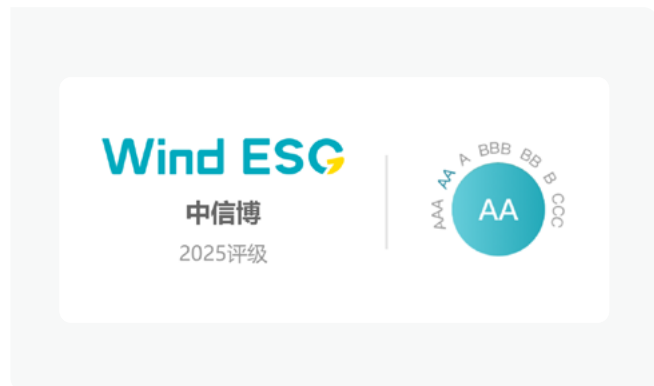 Wind ESG
中信博
2025评级
AAA AA A BBB BB B CCC
AA